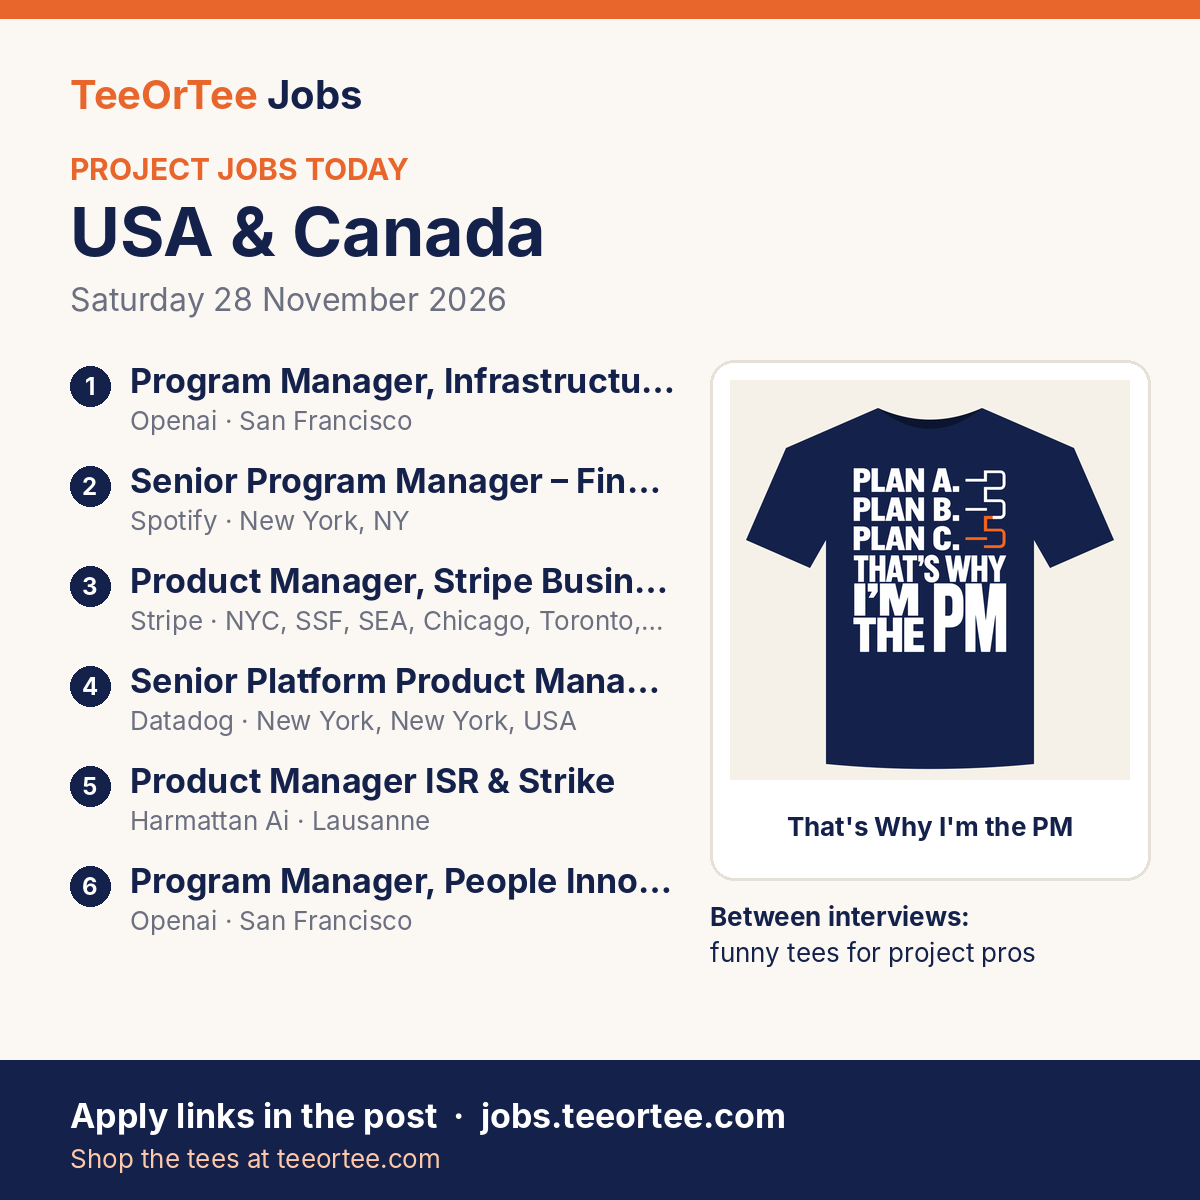 TeeOrTee Jobs
PROJECT JOBS TODAY
USA & Canada
Saturday 28 November 2026
1 Program Manager, Infrastructu...
Openai · San Francisco
2 Senior Program Manager – Fin...
Spotify · New York, NY
3 Product Manager, Stripe Busin...
Stripe · NYC, SSF, SEA, Chicago, Toronto,...
4 Senior Platform Product Mana...
Datadog · New York, New York, USA
5 Product Manager ISR & Strike
Harmattan Ai · Lausanne
6 Program Manager, People Inno...
Openai · San Francisco
PLAN A.
PLAN B.
PLAN C.
THAT'S WHY
I'M
THE PM
That's Why I'm the PM
Between interviews:
funny tees for project pros
Apply links in the post · jobs.teeortee.com
Shop the tees at teeortee.com